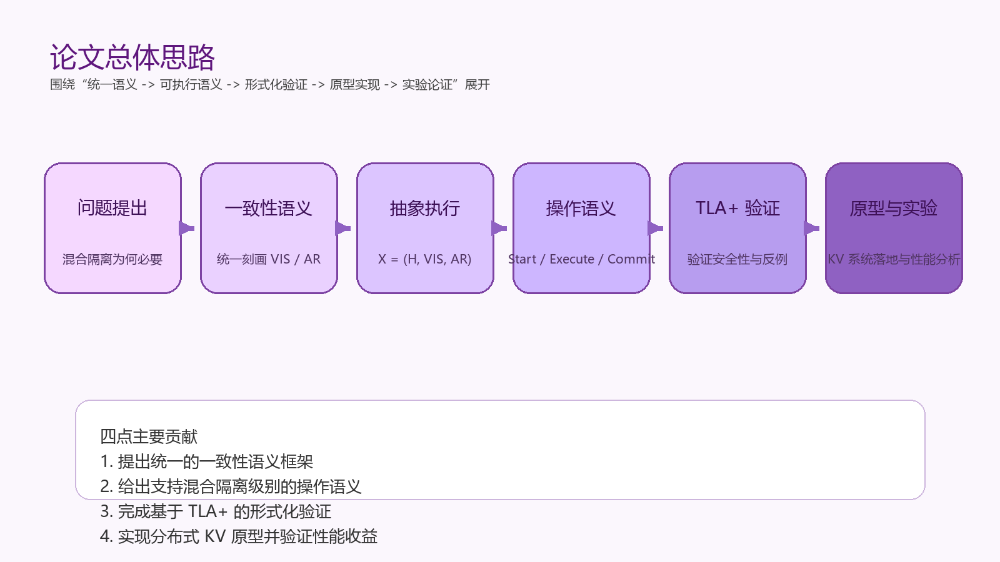 论文总体思路
围绕“统一语义 -> 可执行语义 -> 形式化验证 -> 原型实现 -> 实验论证”展开
问题提出
混合隔离为何必要
一致性语义
统一刻画 VIS / AR
抽象执行
X = (H, VIS, AR)
操作语义
Start / Execute / Commit
TLA+ 验证
验证安全性与反例
原型与实验
KV 系统落地与性能分析
四点主要贡献
1. 提出统一的一致性语义框架
2. 给出支持混合隔离级别的操作语义
3. 完成基于 TLA+ 的形式化验证
4. 实现分布式 KV 原型并验证性能收益